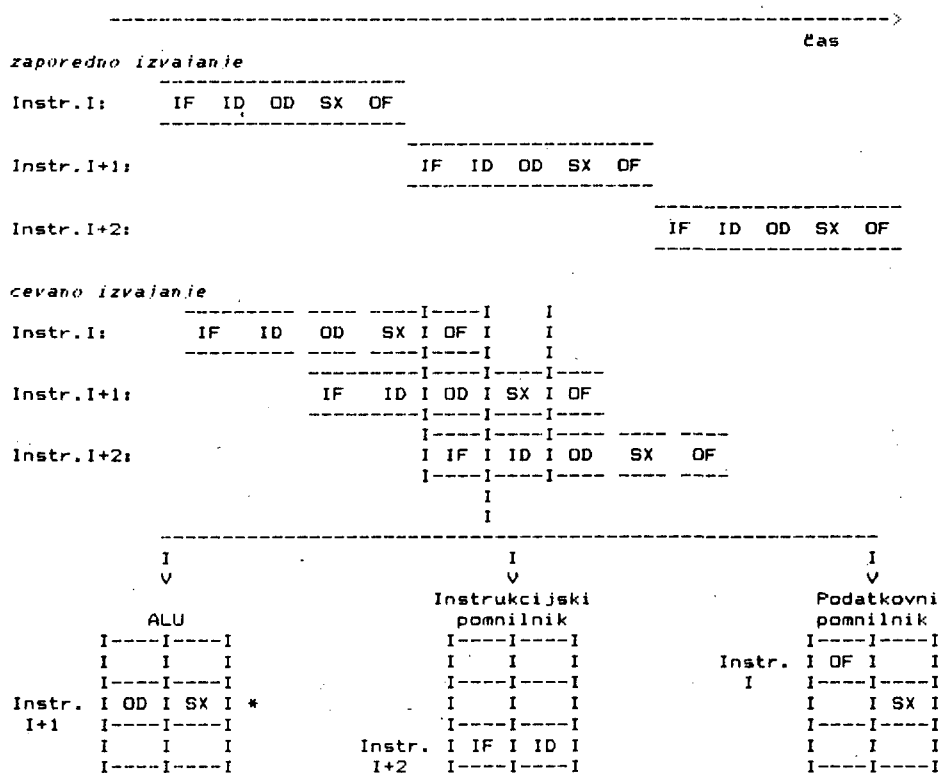 čas
zaporedno izvajanje
Instr.I: IF ID OD SX OF
Instr.I+1: IF ID OD SX OF
Instr.I+2: IF ID OD SX OF
cevano izvajanje
Instr.I: IF ID OD SX I OF I I
Instr.I+1: IF ID I OD I SX I OF
Instr.I+2: I IF I ID I OD SX OF
ALU
Instrukcijski
pomnilnik
Podatkovni
pomnilnik
Instr. I OF I I
I
Instr. I OD I SX I *
I+1
I I SX I
Instr. I IF I ID I
I+2